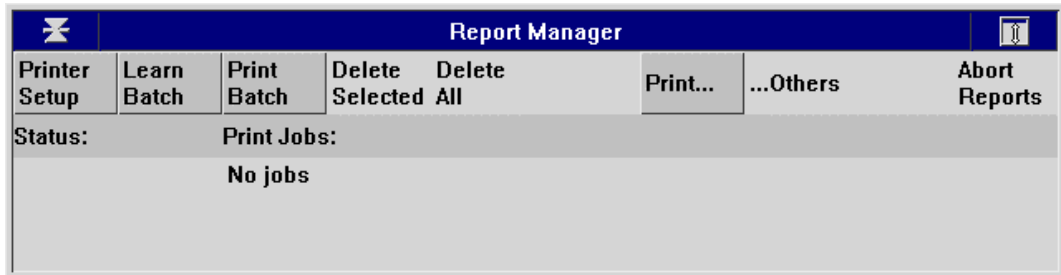 Report Manager
Printer Learn Print Delete Delete Print... ...Others Abort
Setup Batch Batch Selected All Reports
Status: Print Jobs:
No jobs